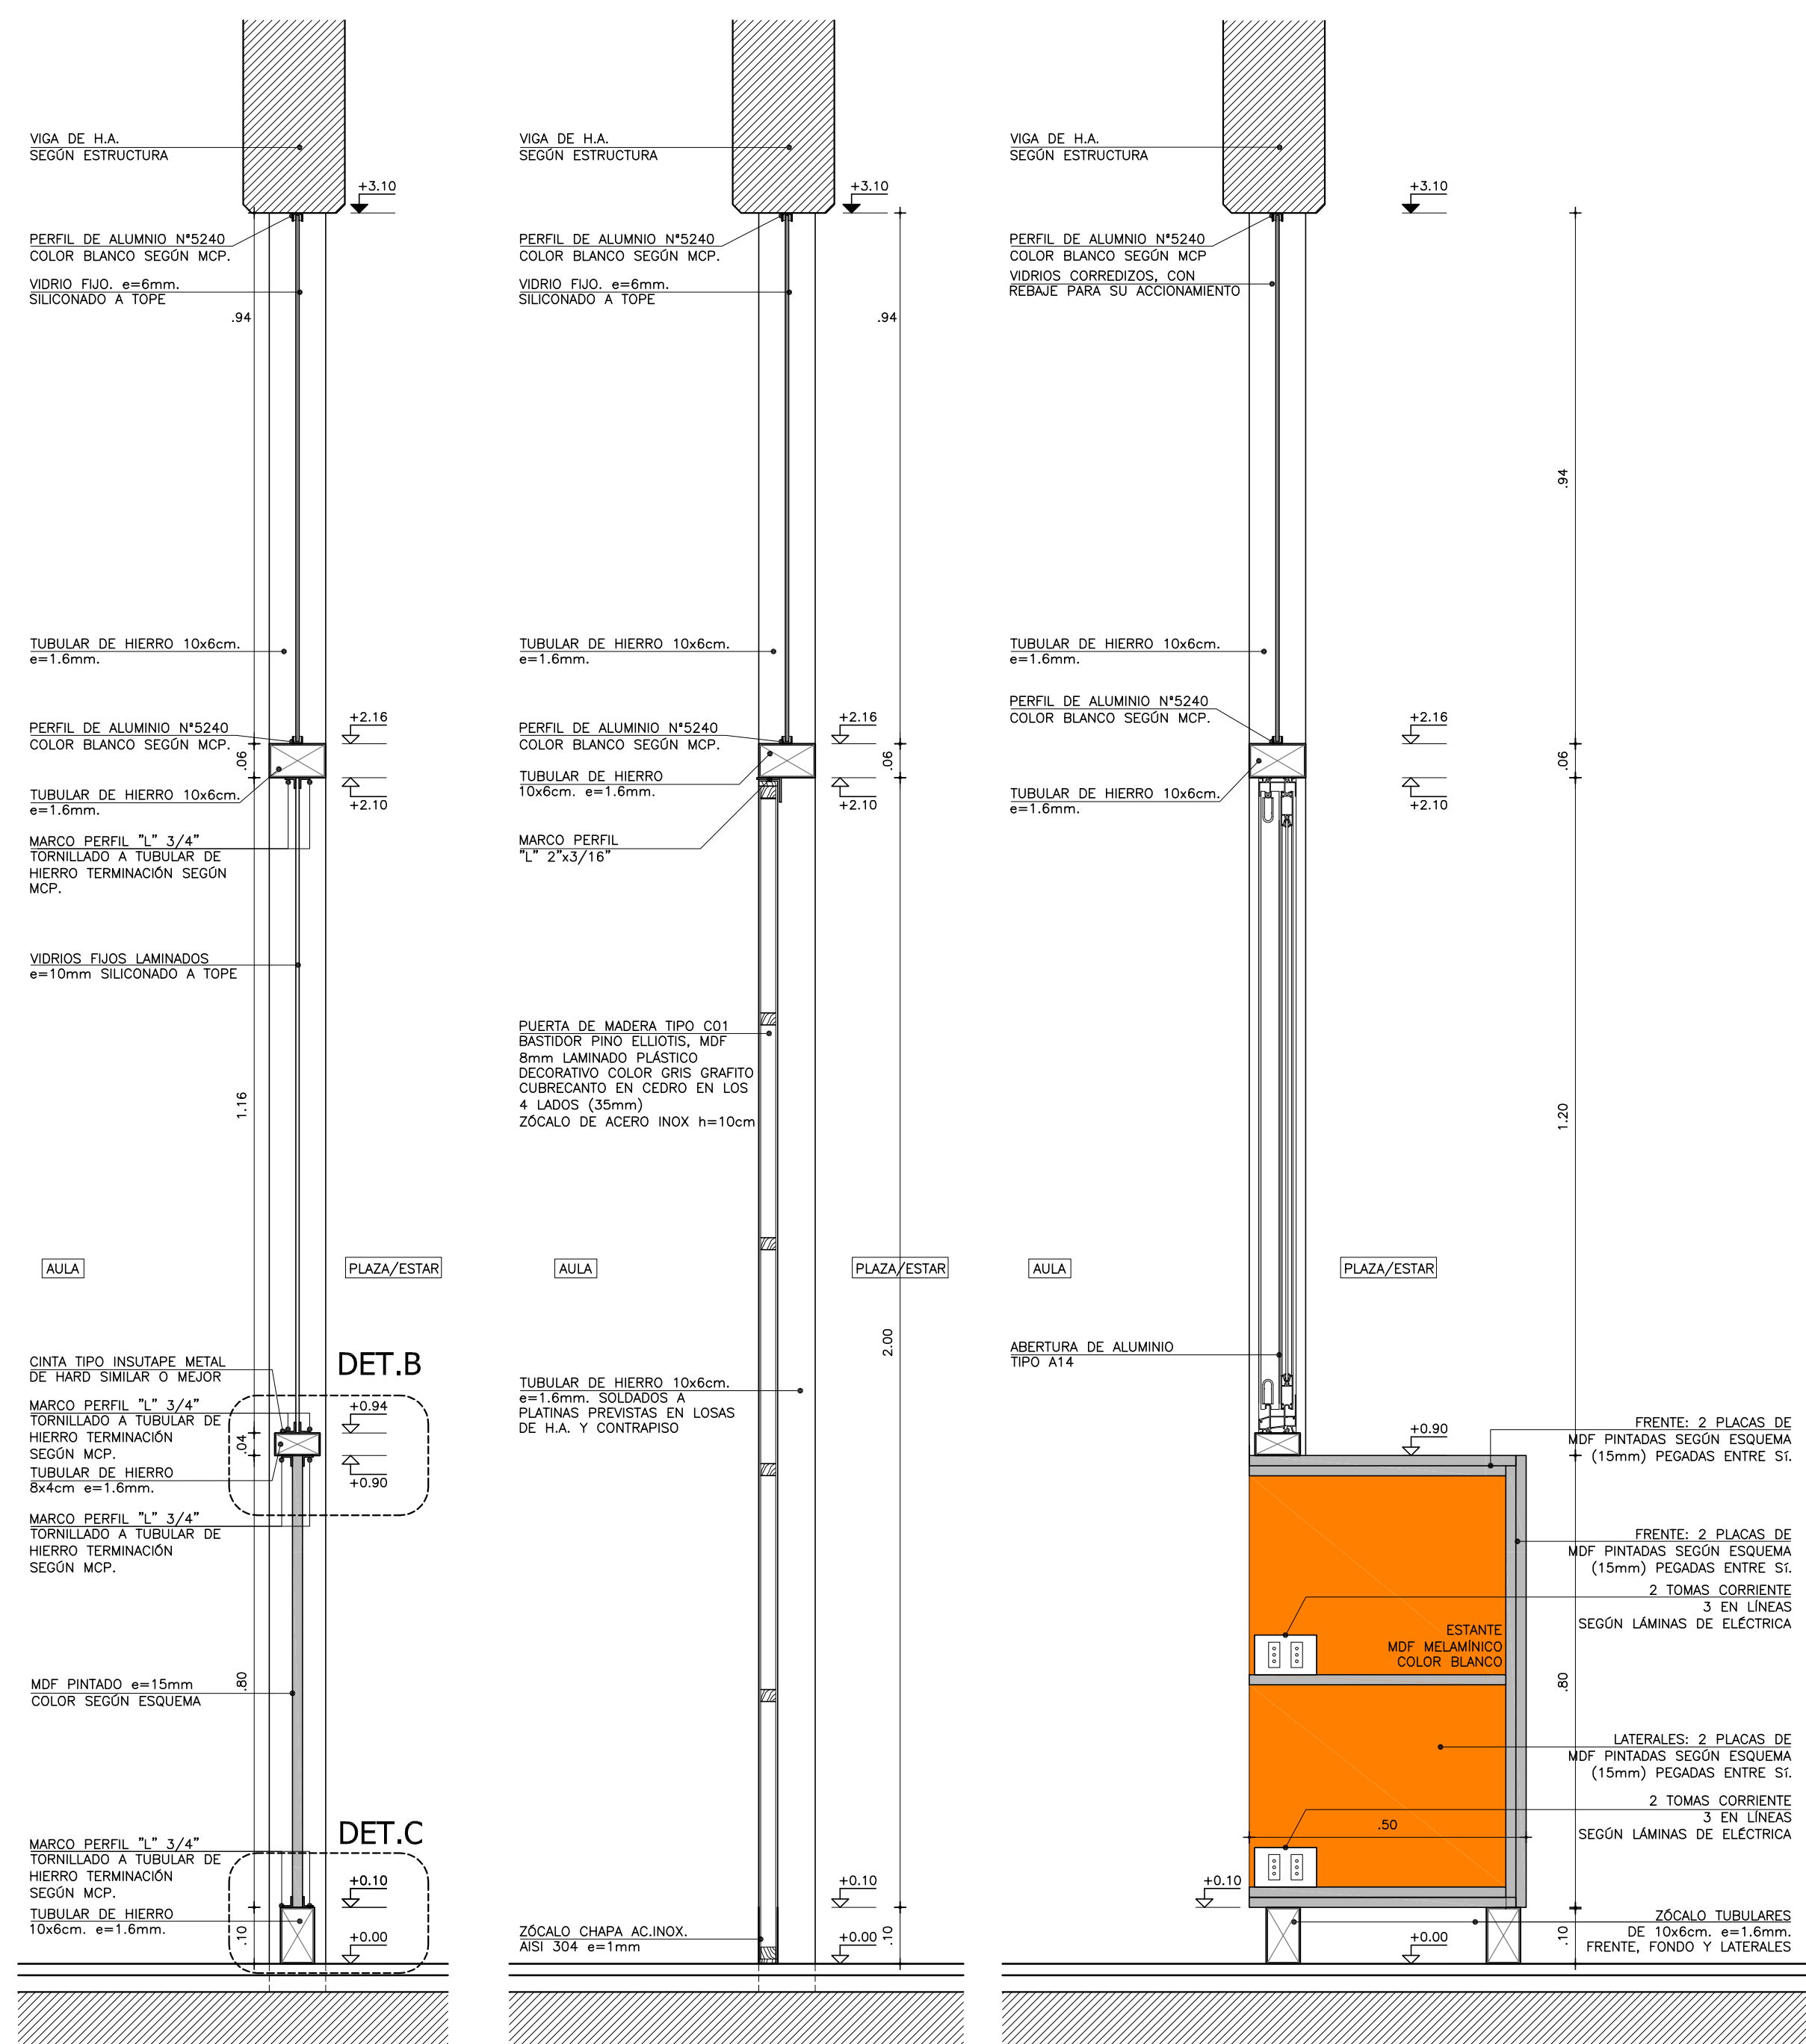 VIGA DE H.A.
SEGÚN ESTRUCTURA
+3.10
PERFIL DE ALUMNIO N°5240
COLOR BLANCO SEGÚN MCP.
VIDRIO FIJO. e=6mm.
SILICONADO A TOPE
.94
TUBULAR DE HIERRO 10x6cm.
e=1.6mm.
PERFIL DE ALUMINIO N°5240
COLOR BLANCO SEGÚN MCP.
+2.16
.06
TUBULAR DE HIERRO 10x6cm.
e=1.6mm.
+2.10
MARCO PERFIL "L" 3/4"
TORNILLADO A TUBULAR DE
HIERRO TERMINACIÓN SEGÚN
MCP.
VIDRIOS FIJOS LAMINADOS
e=10mm SILICONADO A TOPE
1.16
AULA
PLAZA/ESTAR
CINTA TIPO INSUTAPE METAL
DE HARD SIMILAR O MEJOR
DET.B
MARCO PERFIL "L" 3/4"
TORNILLADO A TUBULAR DE
HIERRO TERMINACIÓN
SEGÚN MCP.
+0.94
.04
TUBULAR DE HIERRO
8x4cm e=1.6mm.
+0.90
MARCO PERFIL "L" 3/4"
TORNILLADO A TUBULAR DE
HIERRO TERMINACIÓN
SEGÚN MCP.
MDF PINTADO e=15mm
COLOR SEGÚN ESQUEMA
.80
DET.C
MARCO PERFIL "L" 3/4"
TORNILLADO A TUBULAR DE
HIERRO TERMINACIÓN
SEGÚN MCP.
+0.10
TUBULAR DE HIERRO
10x6cm. e=1.6mm.
.10
+0.00
VIGA DE H.A.
SEGÚN ESTRUCTURA
+3.10
PERFIL DE ALUMNIO N°5240
COLOR BLANCO SEGÚN MCP.
VIDRIO FIJO. e=6mm.
SILICONADO A TOPE
.94
TUBULAR DE HIERRO 10x6cm.
e=1.6mm.
PERFIL DE ALUMINIO N°5240
COLOR BLANCO SEGÚN MCP.
+2.16
.06
TUBULAR DE HIERRO
10x6cm. e=1.6mm.
+2.10
MARCO PERFIL
"L" 2"x3/16"
PUERTA DE MADERA TIPO C01
BASTIDOR PINO ELLIOTIS, MDF
8mm LAMINADO PLÁSTICO
DECORATIVO COLOR GRIS GRAFITO
CUBRECANTO EN CEDRO EN LOS
4 LADOS (35mm)
ZÓCALO DE ACERO INOX h=10cm
AULA
PLAZA/ESTAR
2.00
TUBULAR DE HIERRO 10x6cm.
e=1.6mm. SOLDADOS A
PLATINAS PREVISTAS EN LOSAS
DE H.A. Y CONTRAPISO
+0.10
ZÓCALO CHAPA AC.INOX.
AISI 304 e=1mm
+0.00
.10
VIGA DE H.A.
SEGÚN ESTRUCTURA
+3.10
PERFIL DE ALUMNIO N°5240
COLOR BLANCO SEGÚN MCP
VIDRIOS CORREDIZOS, CON
REBAJE PARA SU ACCIONAMIENTO
.94
TUBULAR DE HIERRO 10x6cm.
e=1.6mm.
PERFIL DE ALUMINIO N°5240
COLOR BLANCO SEGÚN MCP.
+2.16
.06
TUBULAR DE HIERRO 10x6cm.
e=1.6mm.
+2.10
1.20
AULA
PLAZA/ESTAR
ABERTURA DE ALUMINIO
TIPO A14
+0.90
FRENTE: 2 PLACAS DE
MDF PINTADAS SEGÚN ESQUEMA
(15mm) PEGADAS ENTRE Sí.
FRENTE: 2 PLACAS DE
MDF PINTADAS SEGÚN ESQUEMA
(15mm) PEGADAS ENTRE Sí.
2 TOMAS CORRIENTE
3 EN LÍNEAS
SEGÚN LÁMINAS DE ELÉCTRICA
ESTANTE
MDF MELAMÍNICO
COLOR BLANCO
.80
LATERALES: 2 PLACAS DE
MDF PINTADAS SEGÚN ESQUEMA
(15mm) PEGADAS ENTRE Sí.
2 TOMAS CORRIENTE
3 EN LÍNEAS
SEGÚN LÁMINAS DE ELÉCTRICA
.50
+0.10
ZÓCALO TUBULARES
DE 10x6cm. e=1.6mm.
FRENTE, FONDO Y LATERALES
+0.00
.10